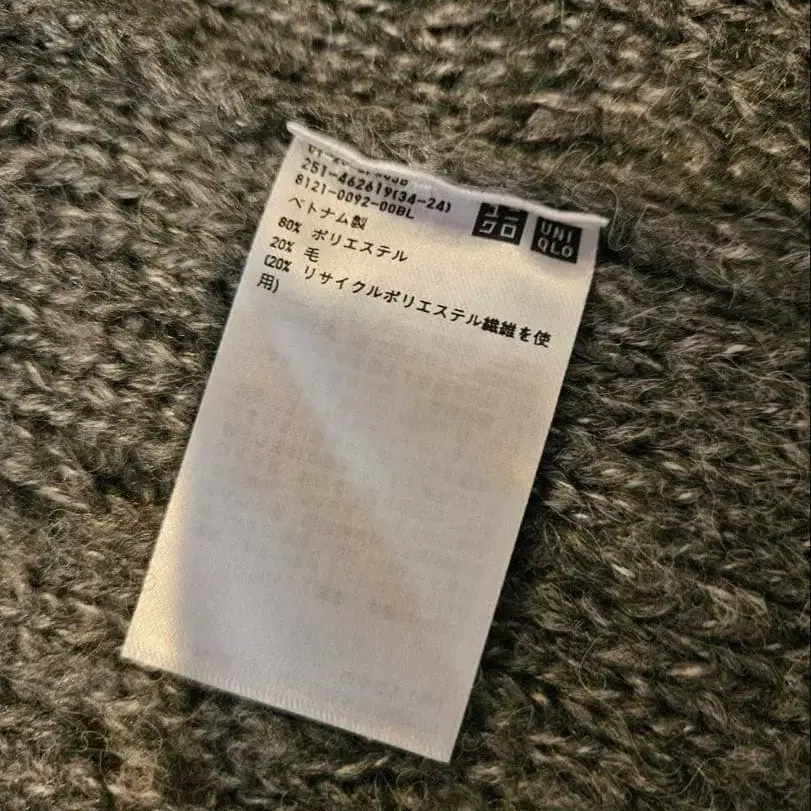 251-462619(34-24)
8121-0092-00BL
ユニ
クロ
UNI
QLO
ベトナム製
80% ポリエステル
20% 毛
(20% リサイクルポリエステル繊維を使
用)